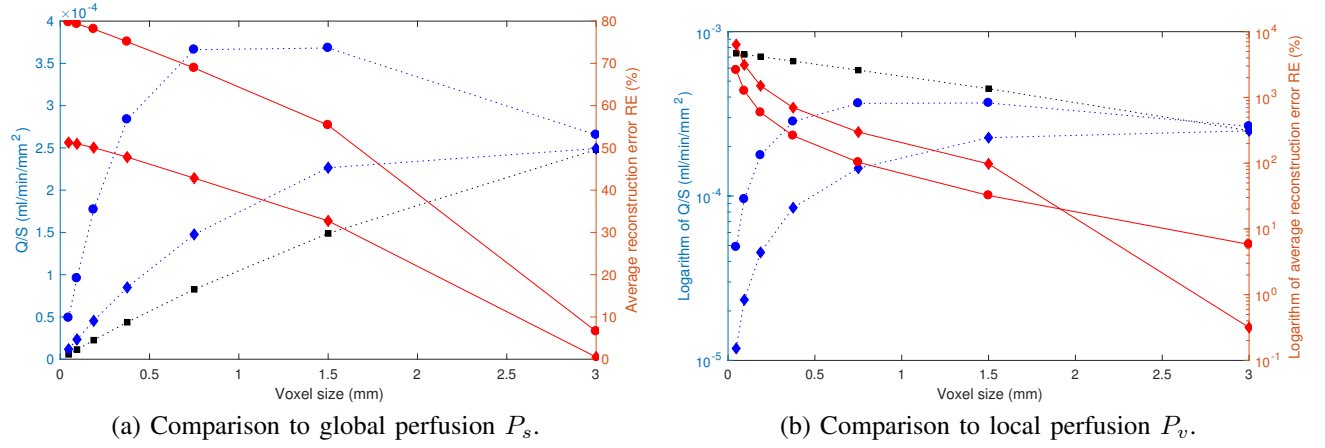 ×10^-4
4
3.5
3
2.5
2
1.5
1
0.5
0
Q/S (ml/min/mm^2)
80
70
60
50
40
30
20
10
0
Average reconstruction error RE (%)
0 0.5 1 1.5 2 2.5 3
Voxel size (mm)
(a) Comparison to global perfusion P_s.
10^-3
10^-4
10^-5
Logarithm of Q/S (ml/min/mm^2)
10^4
10^3
10^2
10^1
10^0
10^-1
Logarithm of average reconstruction error RE (%)
0 0.5 1 1.5 2 2.5 3
Voxel size (mm)
(b) Comparison to local perfusion P_v.